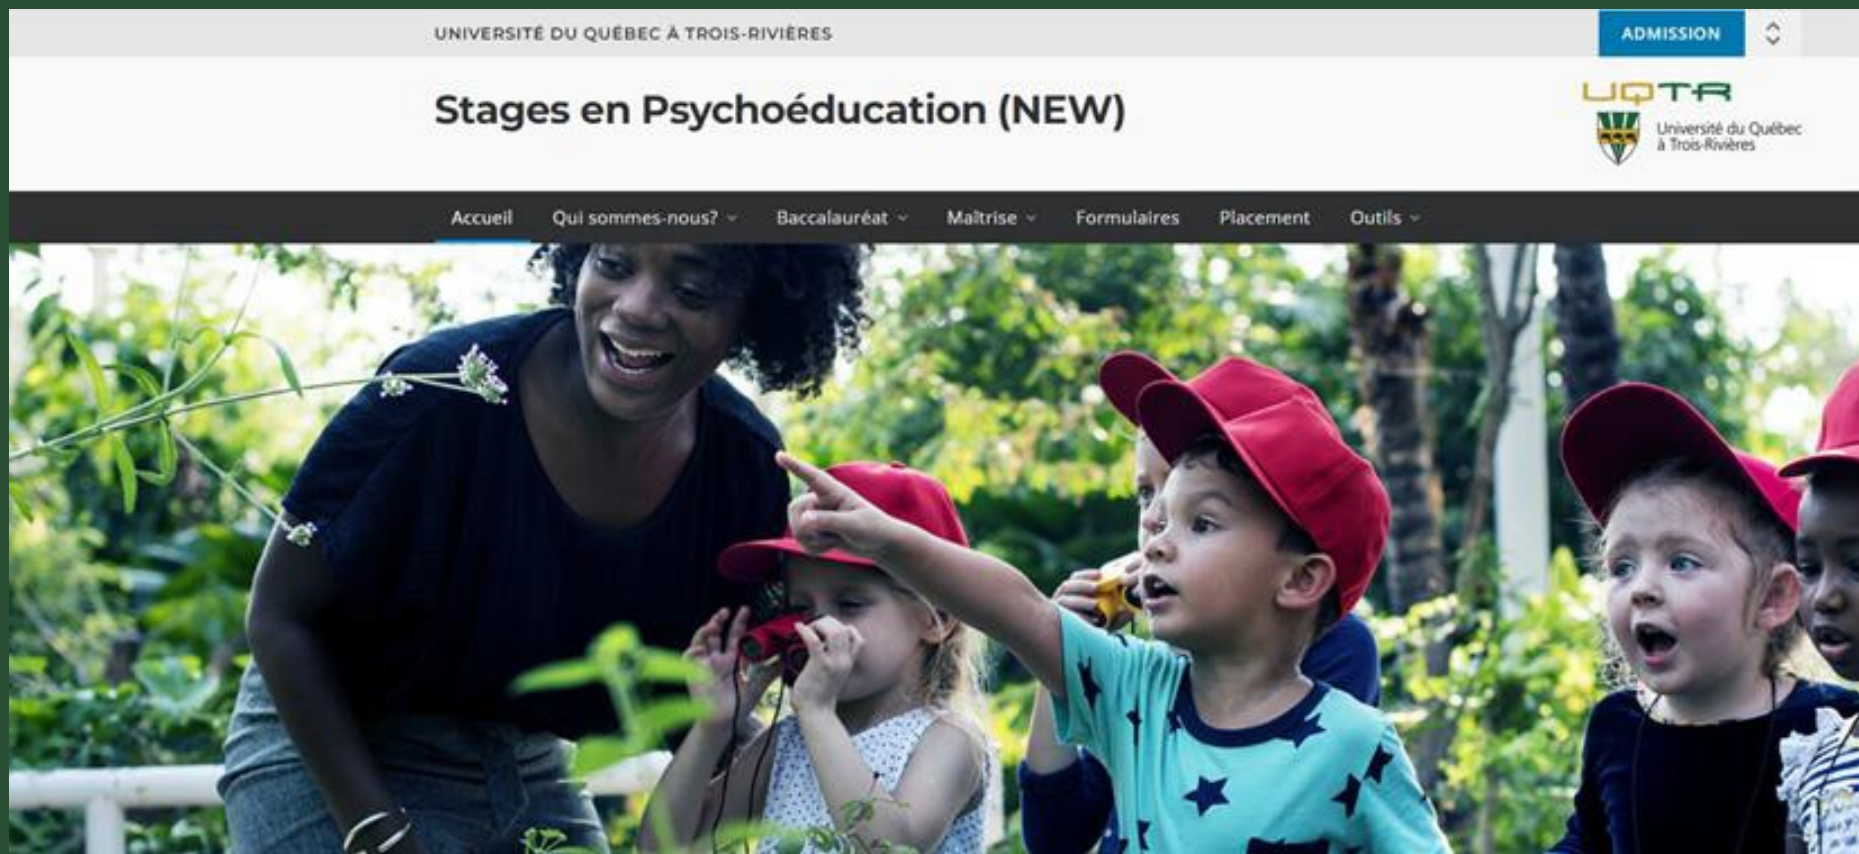 UNIVERSITÉ DU QUÉBEC À TROIS-RIVIÈRES
ADMISSION
Stages en Psychoéducation (NEW)
UQTR
Université du Québec
à Trois-Rivières
Accueil Qui sommes-nous? Baccalauréat Maîtrise Formulaires Placement Outils